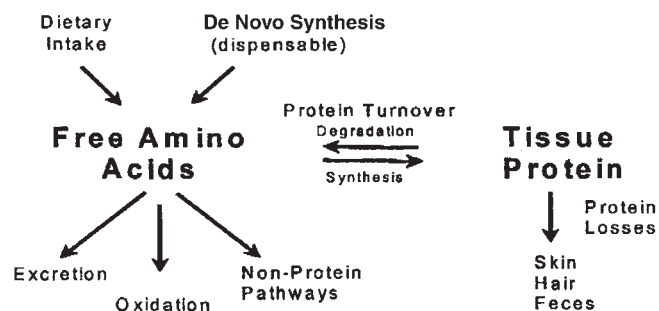 Dietary
Intake
De Novo Synthesis
(dispensable)
Protein Turnover
Degradation
Synthesis
Free Amino
Acids
Tissue
Protein
Protein
Losses
Excretion
Oxidation
Non-Protein
Pathways
Skin
Hair
Feces